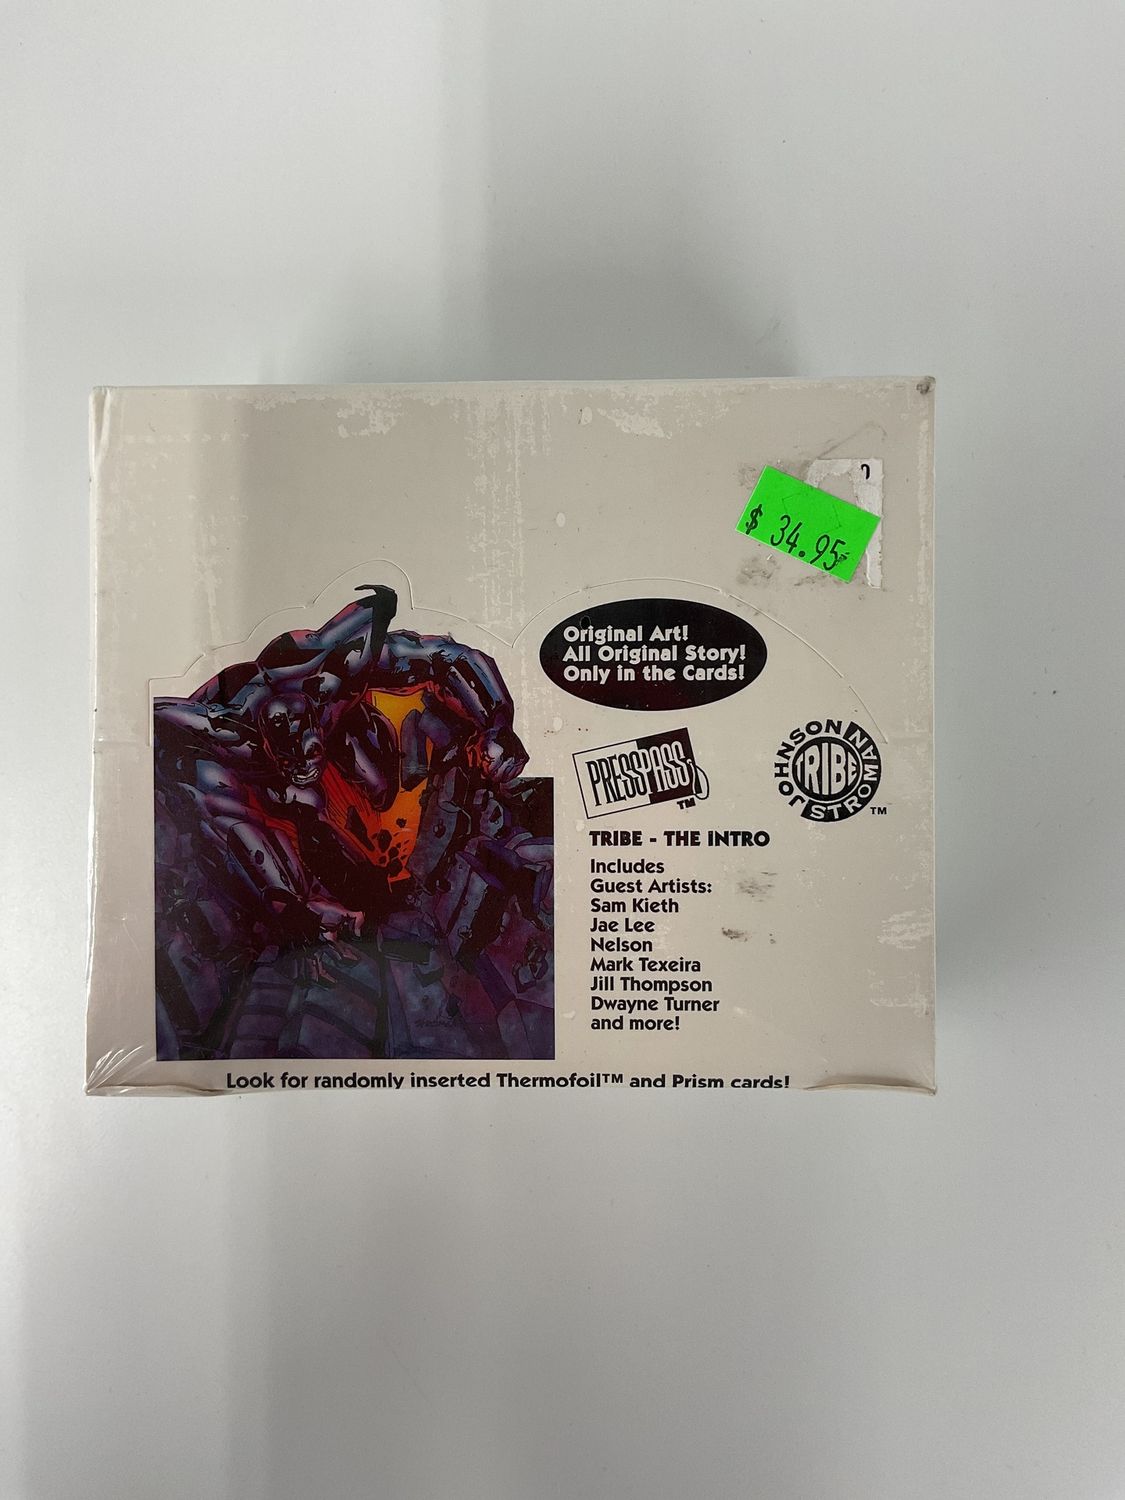 $ 34.95
Original Art!
All Original Story!
Only in the Cards!
PRESS PASS TM
JOHNSON STROMAN
TRIBE
TM
TRIBE - THE INTRO
Includes
Guest Artists:
Sam Kieth
Jae Lee
Nelson
Mark Texeira
Jill Thompson
Dwayne Turner
and more!
Look for randomly inserted Thermofoil™ and Prism cards!